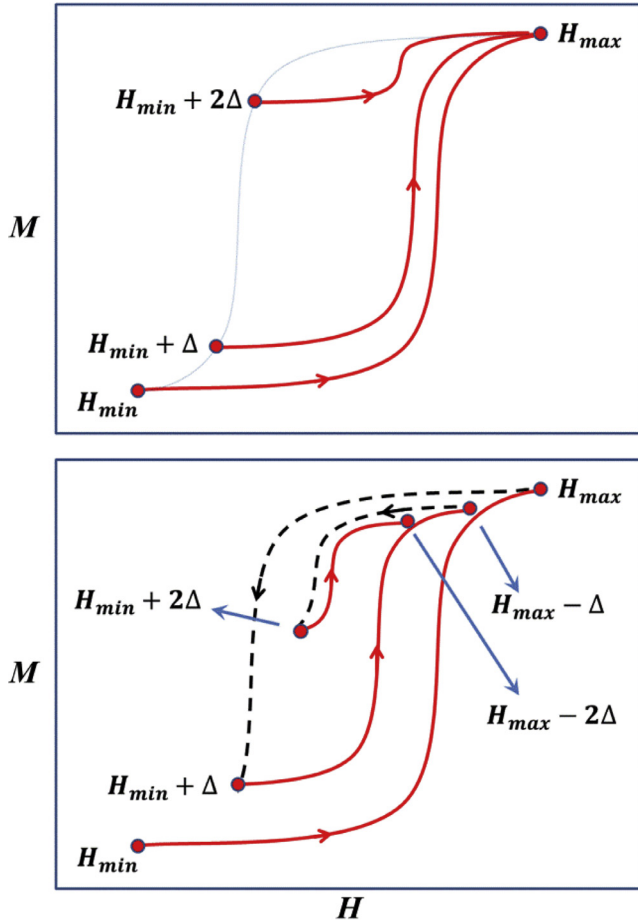 H_max
H_min + 2Δ
M
H_min + Δ
H_min
H_max
H_min + 2Δ
H_max − Δ
M
H_max − 2Δ
H_min + Δ
H_min
H